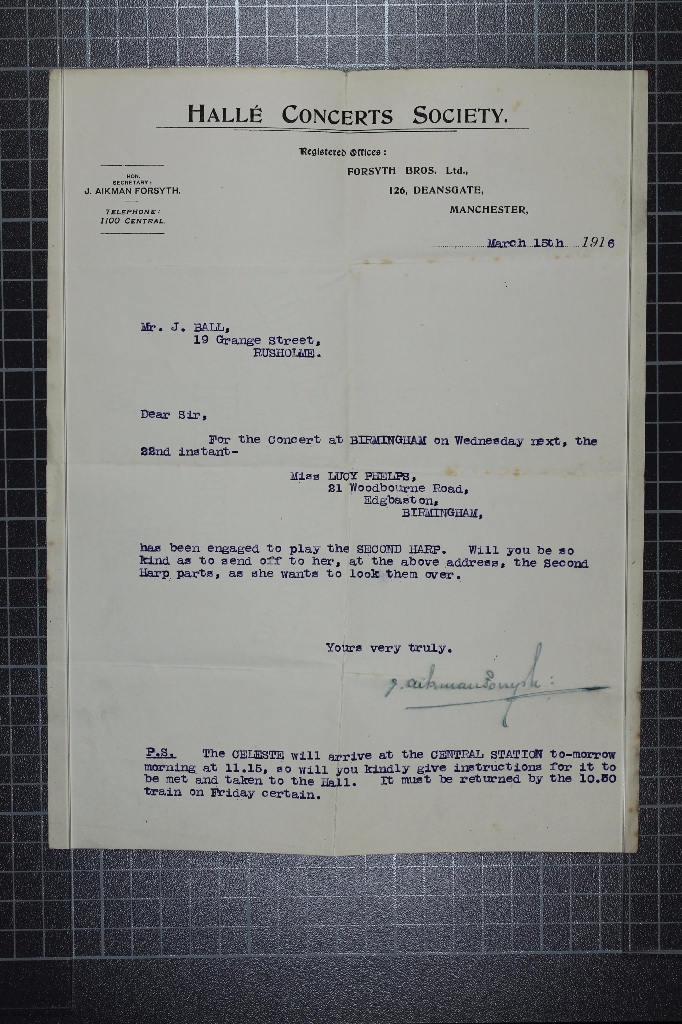 HALLÉ CONCERTS SOCIETY.
Registered Offices:
HON.
SECRETARY:
J. AIKMAN FORSYTH.
TELEPHONE:
1100 CENTRAL.
FORSYTH BROS. Ltd.,
126, DEANSGATE,
MANCHESTER,
March 15th 1916
Mr. J. BALL,
19 Grange Street,
RUSHOLME.
Dear Sir,
For the Concert at BIRMINGHAM on Wednesday next, the
22nd instant-
Miss LUCY PHELPS,
21 Woodbourne Road,
Edgbaston,
BIRMINGHAM,
has been engaged to play the SECOND HARP. Will you be so
kind as to send off to her, at the above address, the Second
Harp parts, as she wants to look them over.
Yours very truly.
J. Aikman Forsyth:
P.S. The CELESTE will arrive at the CENTRAL STATION to-morrow
morning at 11.15, so will you kindly give instructions for it to
be met and taken to the Hall. It must be returned by the 10.50
train on Friday certain.